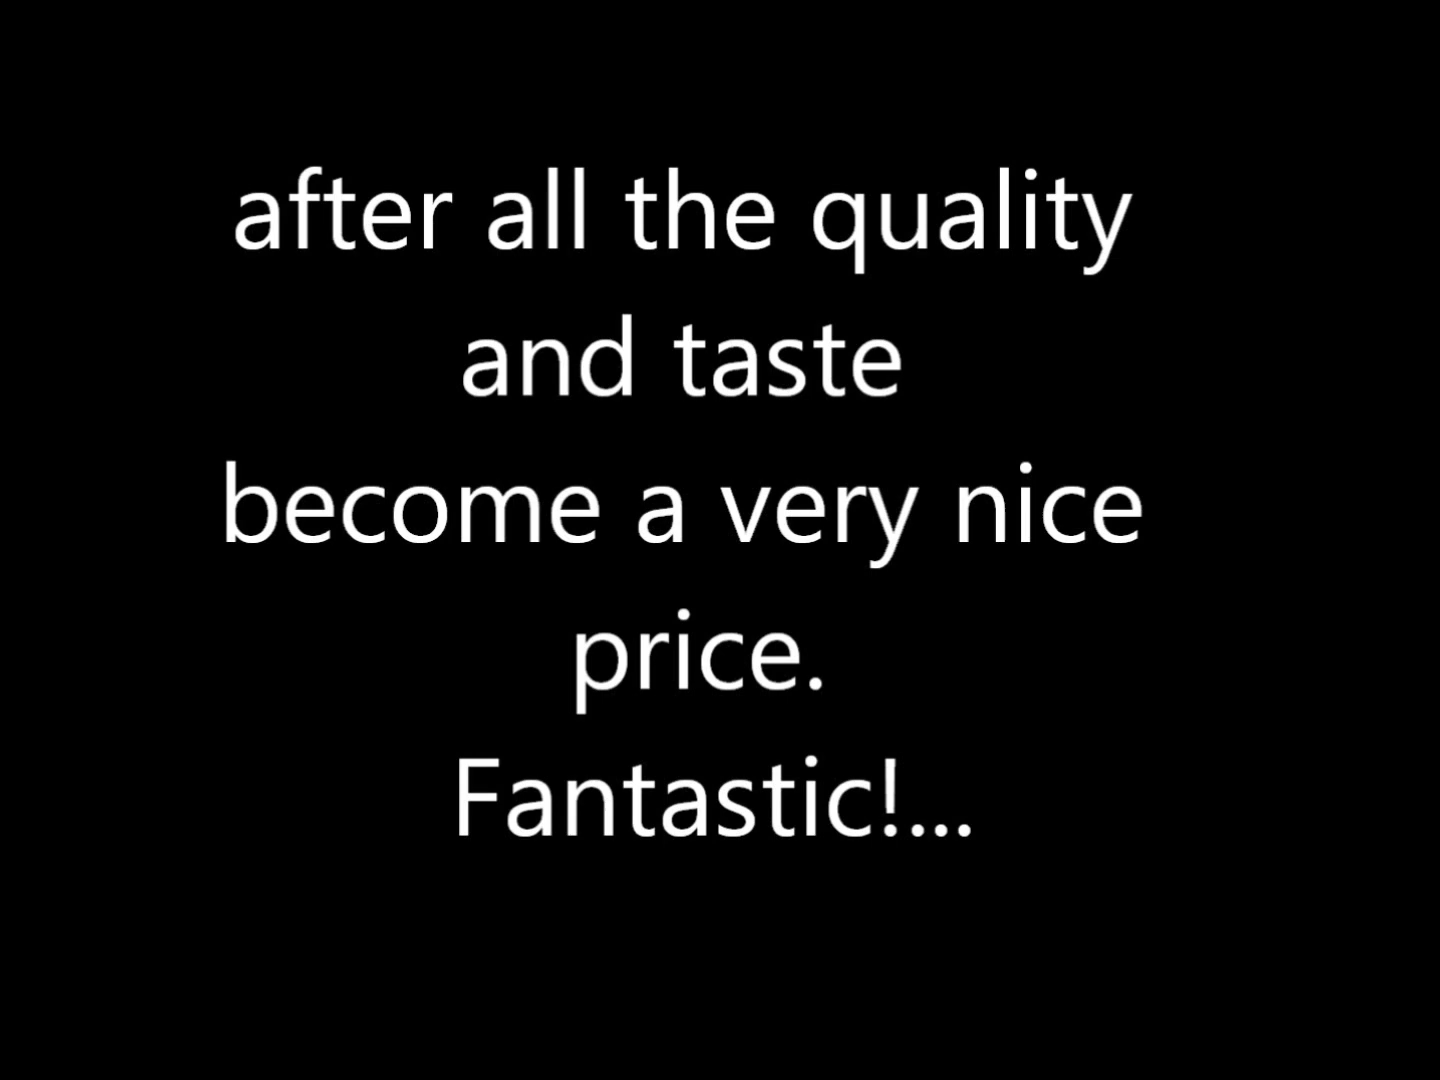 after all the quality
and taste
become a very nice
price.
Fantastic!...